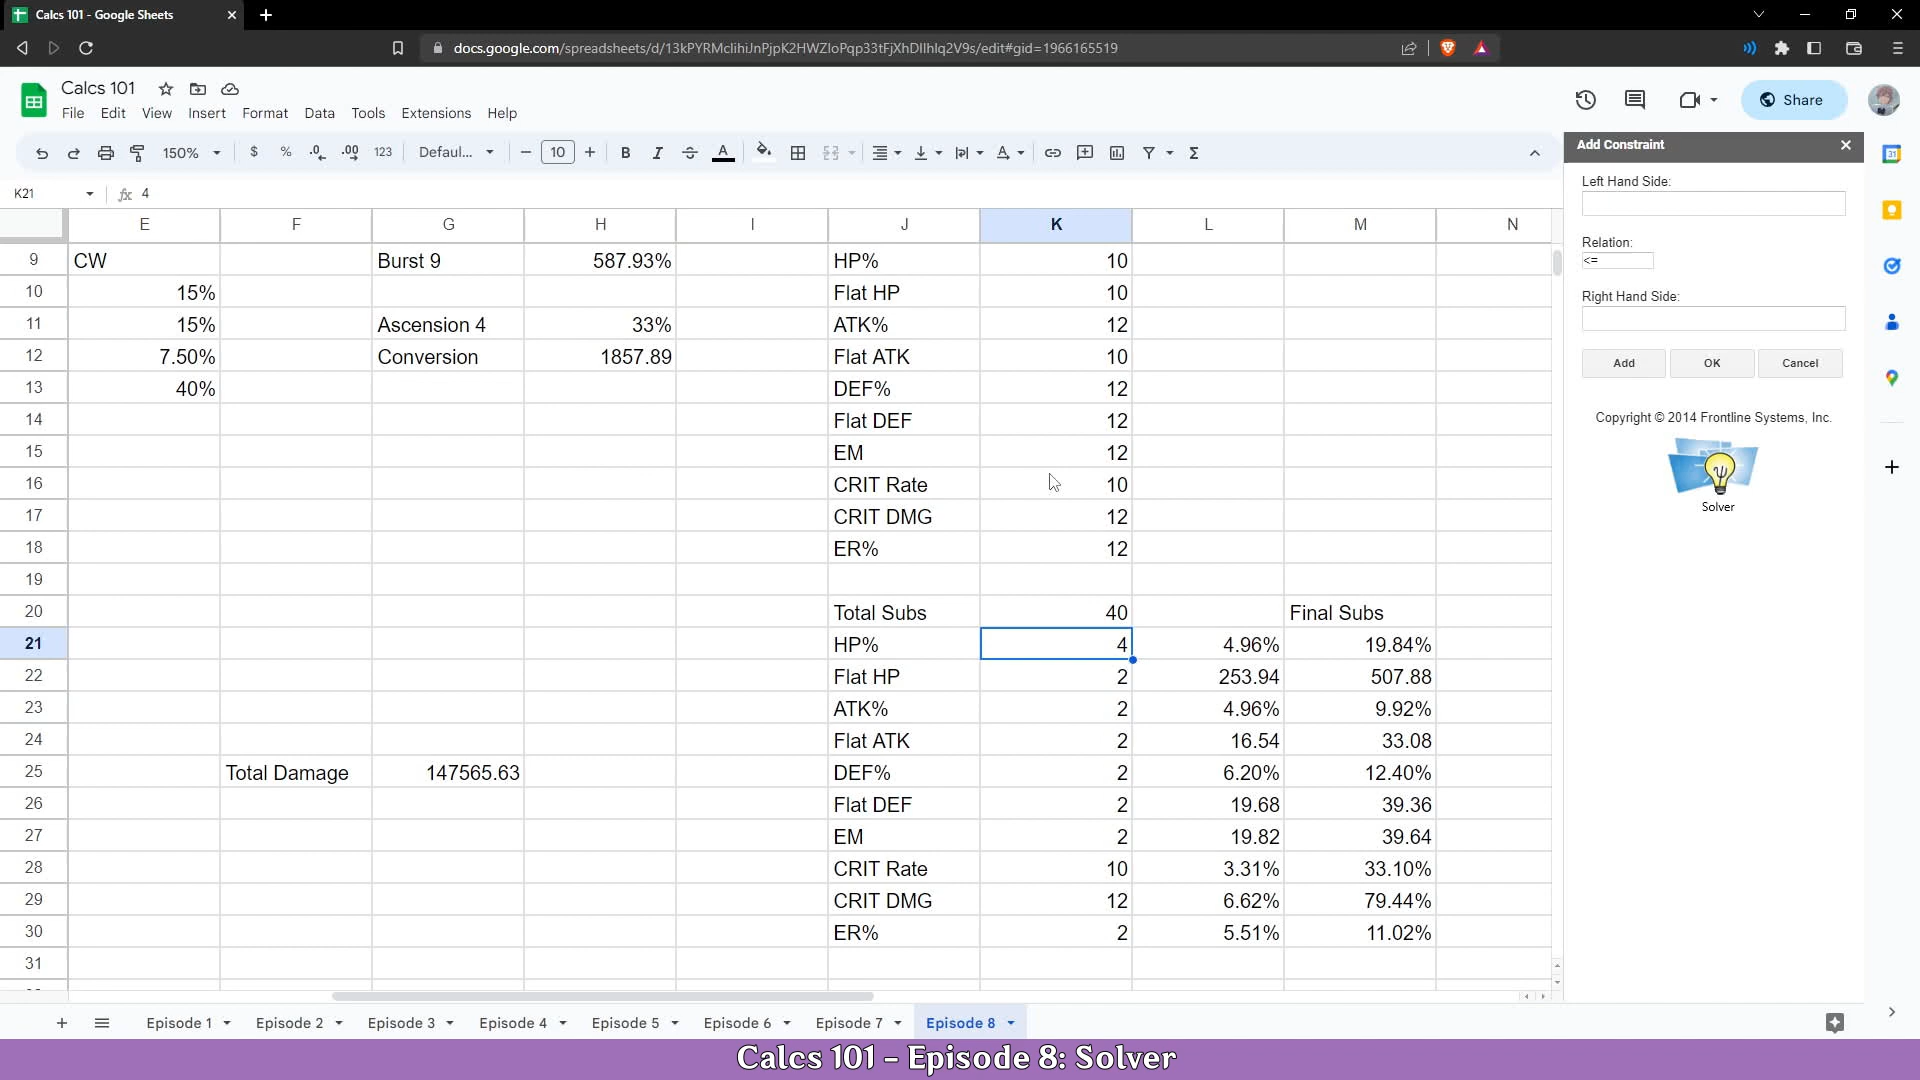 Calcs 101 - Google Sheets
docs.google.com/spreadsheets/d/13kPYRMclihiJnPjpK2HWZIoPqp33tFjXhDIlhlq2V9s/edit#gid=1966165519
Calcs 101
File Edit View Insert Format Data Tools Extensions Help
Share
150% $ % .0 .00 123 Defaul... 10 B I A
K21 fx 4
E F G H I J K L M N
9 CW Burst 9 587.93% HP% 10
10 15% Flat HP 10
11 15% Ascension 4 33% ATK% 12
12 7.50% Conversion 1857.89 Flat ATK 10
13 40% DEF% 12
14 Flat DEF 12
15 EM 12
16 CRIT Rate 10
17 CRIT DMG 12
18 ER% 12
19
20 Total Subs 40 Final Subs
21 HP% 4 4.96% 19.84%
22 Flat HP 2 253.94 507.88
23 ATK% 2 4.96% 9.92%
24 Flat ATK 2 16.54 33.08
25 Total Damage 147565.63 DEF% 2 6.20% 12.40%
26 Flat DEF 2 19.68 39.36
27 EM 2 19.82 39.64
28 CRIT Rate 10 3.31% 33.10%
29 CRIT DMG 12 6.62% 79.44%
30 ER% 2 5.51% 11.02%
31
Add Constraint
Left Hand Side:
Relation:
<=
Right Hand Side:
Add OK Cancel
Copyright © 2014 Frontline Systems, Inc.
Solver
31
Episode 1 Episode 2 Episode 3 Episode 4 Episode 5 Episode 6 Episode 7 Episode 8
Calcs 101 - Episode 8: Solver